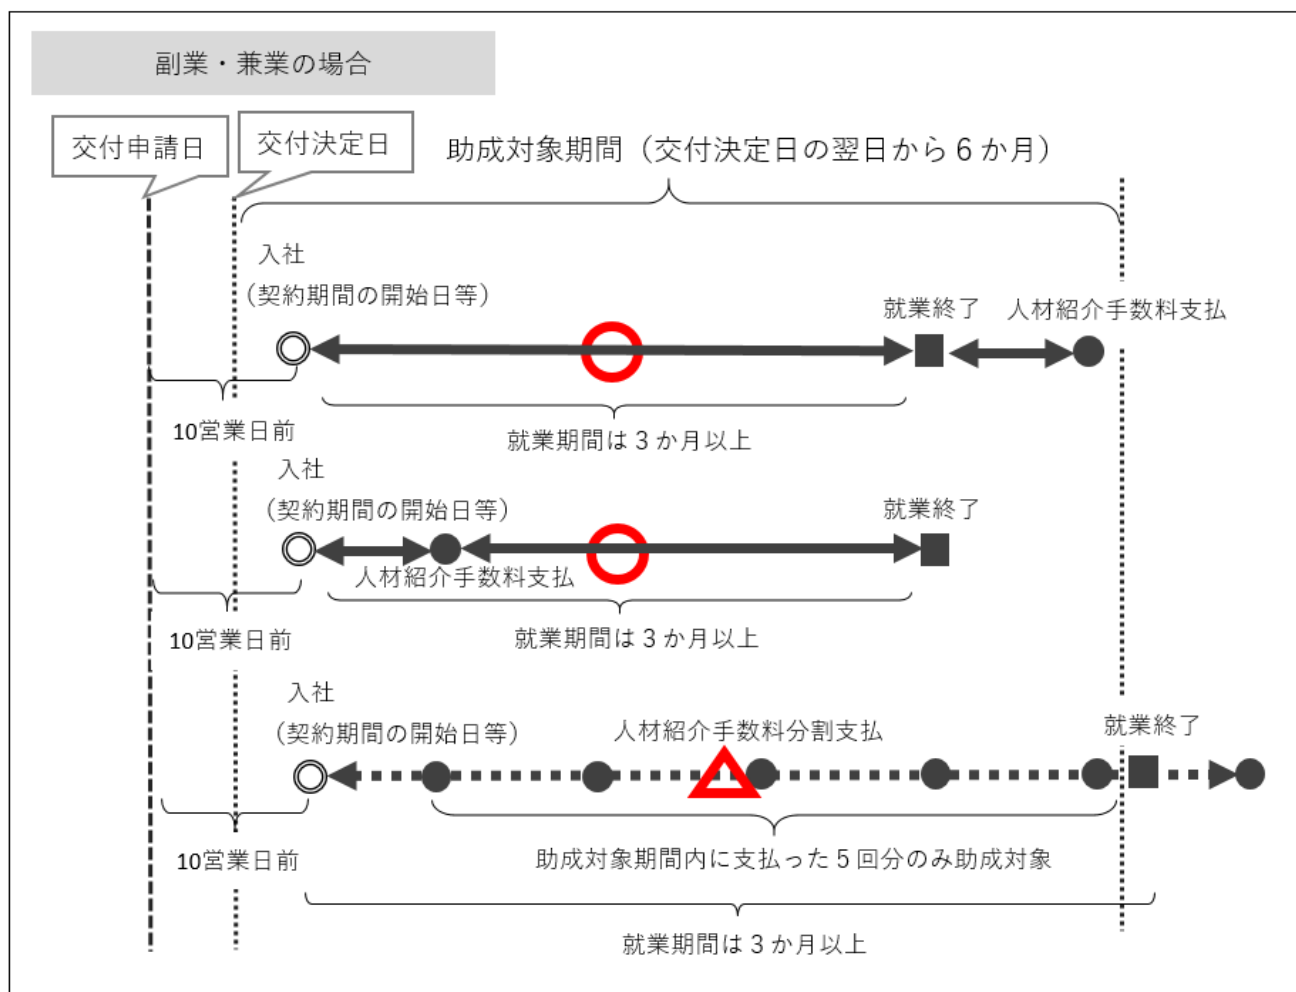 副業・兼業の場合
交付申請日
交付決定日
助成対象期間（交付決定日の翌日から６か月）
入社
（契約期間の開始日等）
就業終了
人材紹介手数料支払
10営業日前
就業期間は３か月以上
入社
（契約期間の開始日等）
就業終了
人材紹介手数料支払
10営業日前
就業期間は３か月以上
入社
（契約期間の開始日等）
人材紹介手数料分割支払
就業終了
10営業日前
助成対象期間内に支払った５回分のみ助成対象
就業期間は３か月以上